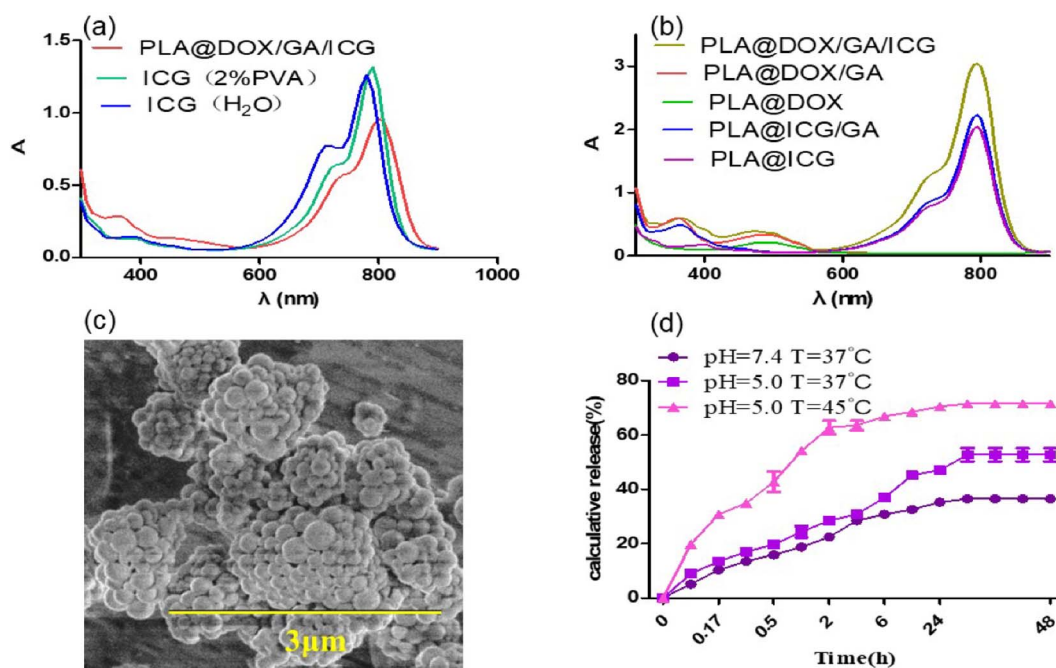 (a)
PLA@DOX/GA/ICG
ICG（2%PVA）
ICG（H₂O）
1.5
1.0
0.5
0.0
A
400 600 800 1000
λ (nm)
(b)
PLA@DOX/GA/ICG
PLA@DOX/GA
PLA@DOX
PLA@ICG/GA
PLA@ICG
3
2
1
0
A
400 600 800
λ (nm)
(c)
3μm
(d)
pH=7.4 T=37°C
pH=5.0 T=37°C
pH=5.0 T=45°C
80
60
40
20
0
calculative release(%)
0 0.17 0.5 2 6 24 48
Time(h)